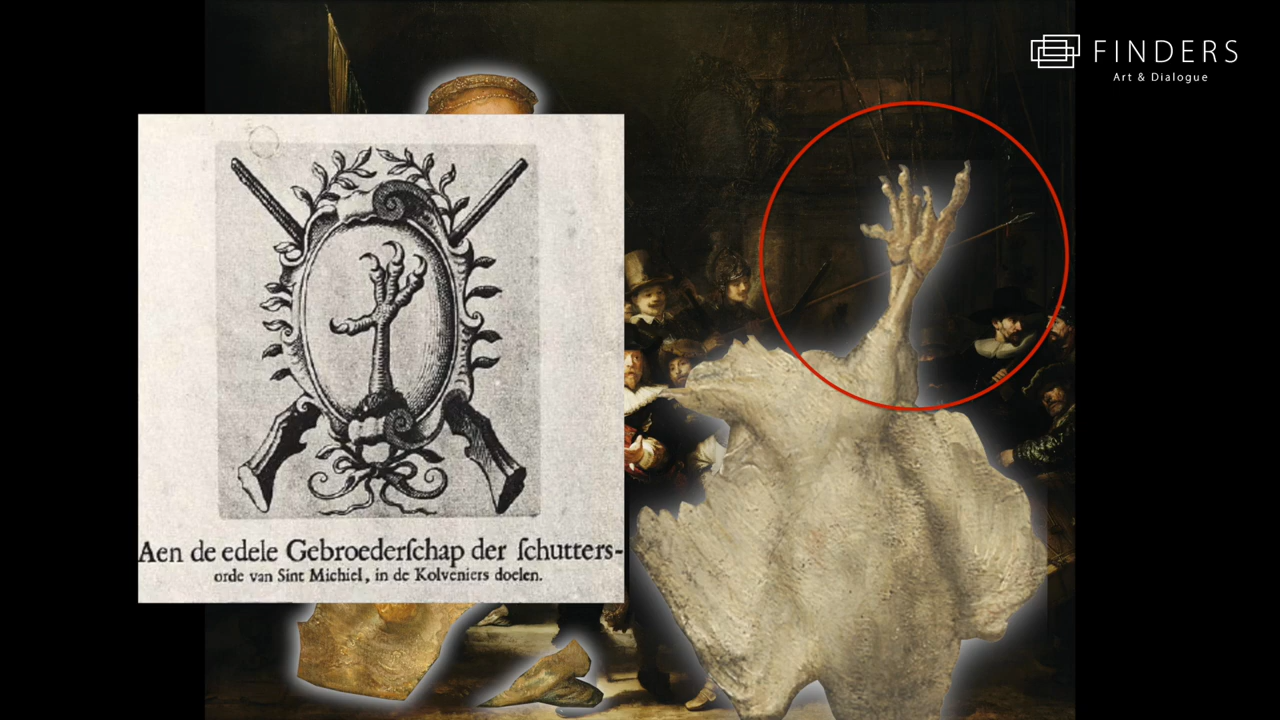 FINDERS
Art & Dialogue
Aen de edele Gebroederſchap der ſchutters-
orde van Sint Michiel, in de Kolveniers doelen.